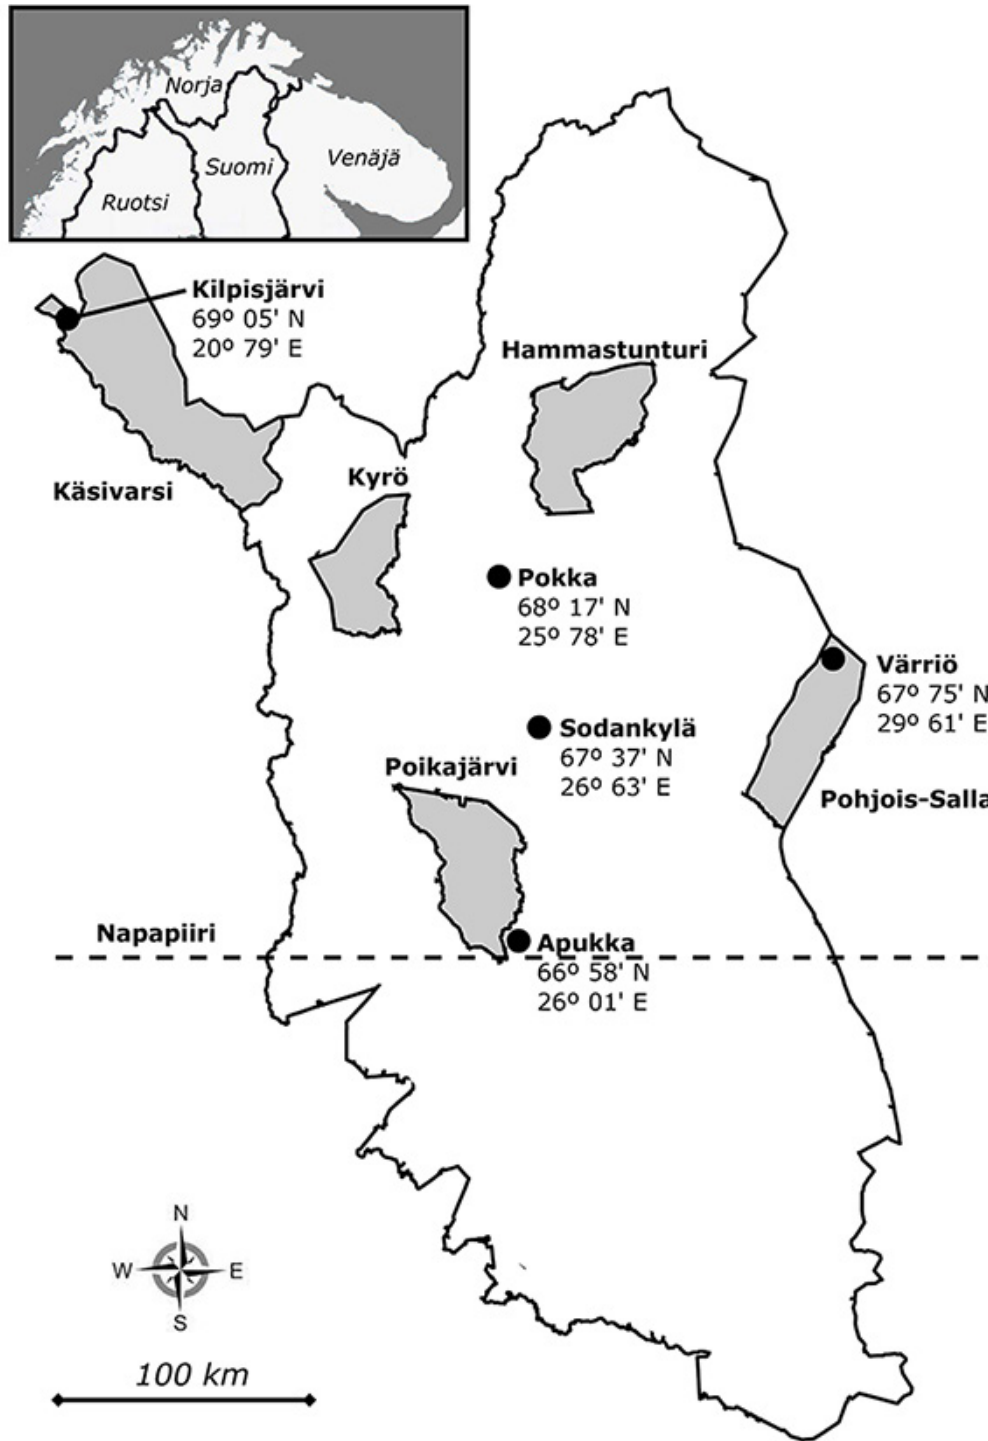 Norja
Suomi
Venäjä
Ruotsi
Kilpisjärvi
69º 05' N
20º 79' E
Hammastunturi
Käsivarsi
Kyrö
Pokka
68º 17' N
25º 78' E
Värriö
67º 75' N
29º 61' E
Sodankylä
67º 37' N
26º 63' E
Poikajärvi
Pohjois-Salla
Napapiiri
Apukka
66º 58' N
26º 01' E
N
W
E
S
100 km